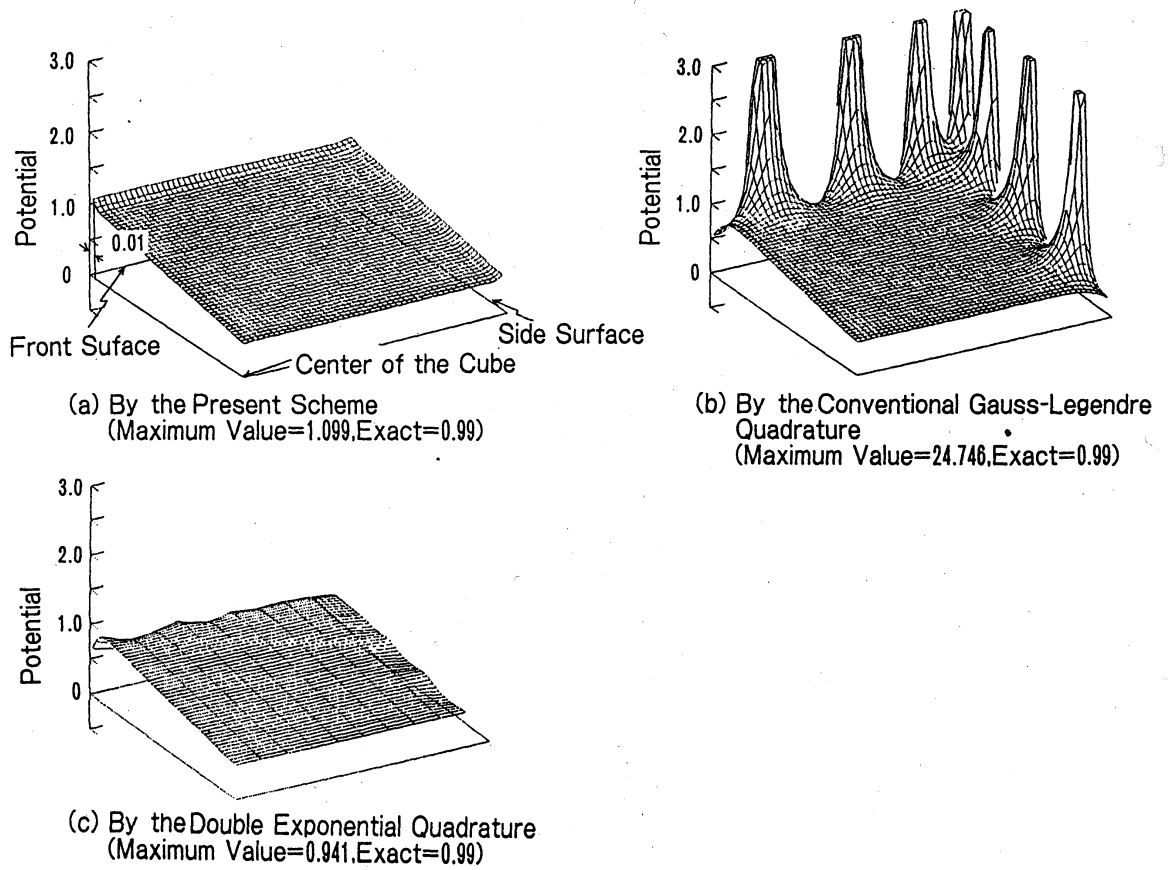 3.0
2.0
1.0
0
Potential
0.01
Front Suface
Side Surface
Center of the Cube
(a) By the Present Scheme
(Maximum Value=1.099,Exact=0.99)
3.0
2.0
1.0
0
Potential
(b) By the Conventional Gauss-Legendre
Quadrature
(Maximum Value=24.746,Exact=0.99)
3.0
2.0
1.0
0
Potential
(c) By the Double Exponential Quadrature
(Maximum Value=0.941,Exact=0.99)